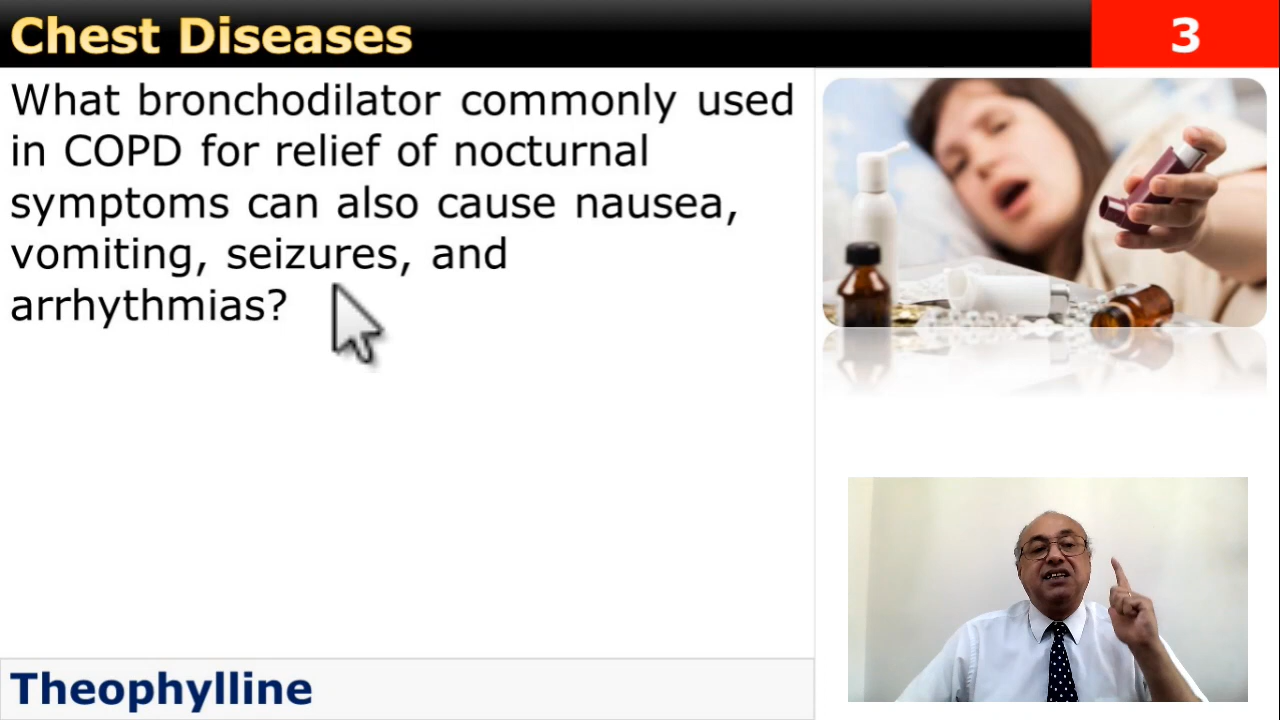 Chest Diseases
3
What bronchodilator commonly used
in COPD for relief of nocturnal
symptoms can also cause nausea,
vomiting, seizures, and
arrhythmias?
Theophylline